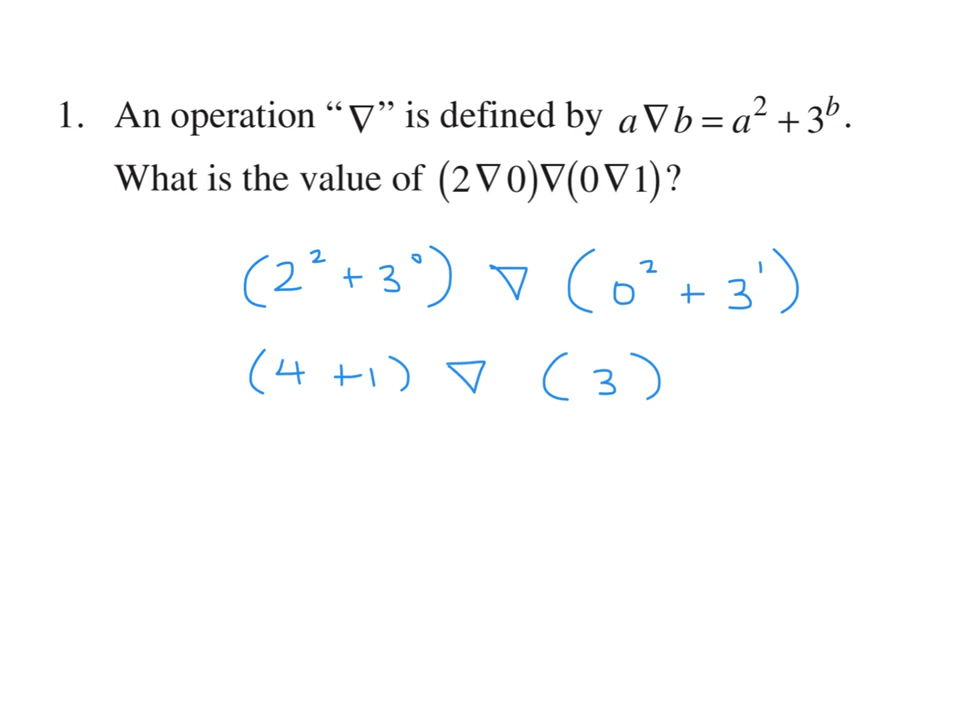 1. An operation “∇” is defined by a∇b = a² + 3ᵇ.
What is the value of (2∇0)∇(0∇1)?
(2² + 3⁰) ∇ (0² + 3¹)
(4 + 1) ∇ (3)